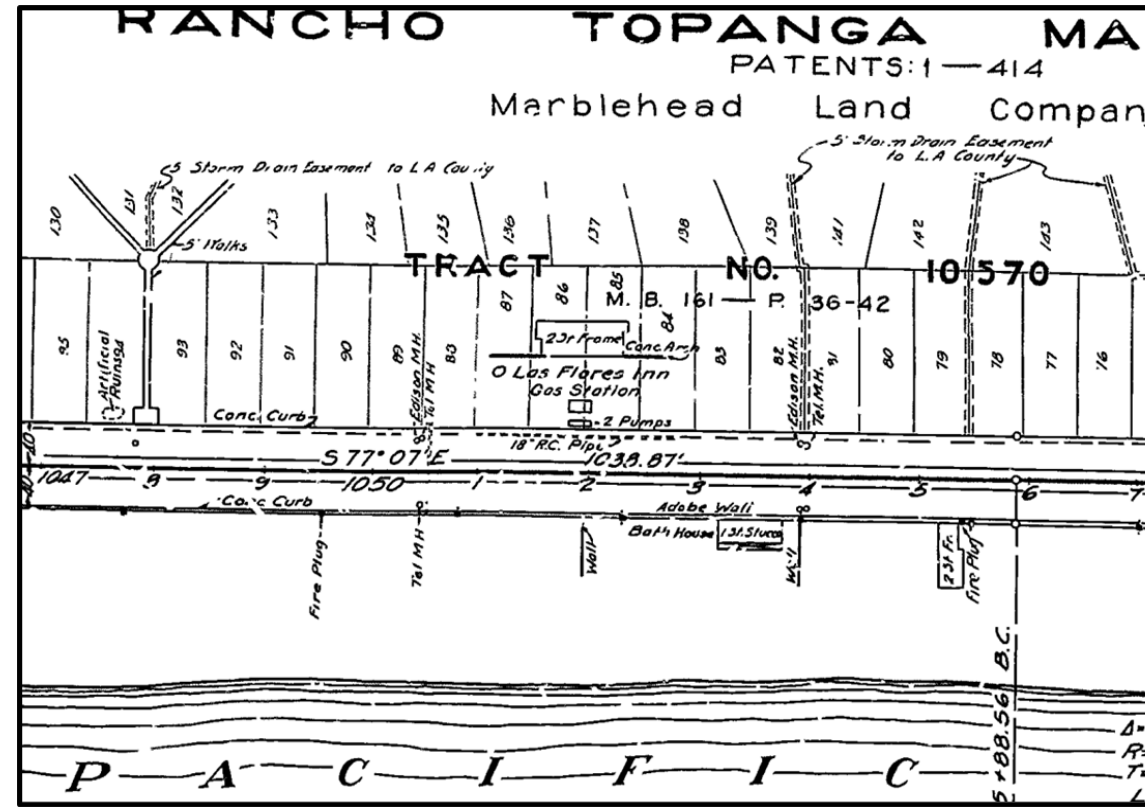 RANCHO TOPANGA MA
PATENTS: 1 — 414
Marblehead Land Compan
5' Storm Drain Easement to L.A. County
5' Storm Drain Easement
to L.A County
130 131 132 133 134 135 136 137 138 139 141 142 143
5' Walks
TRACT NO. 10570
M. B. 161 — P. 36-42
95 93 92 91 90 89 88 87 86 85 84 83 82 81 80 79 78 77 76
Artificial
Ruins
2 St Frame
Conc. Arch
O Las Flores Inn
Gas Station
2 Pumps
Edison M.H.
Tel M H
Edison M.H.
Tel. M.H.
Conc. Curb
18" R.C. Pipe
S 77° 07' E 1038.87'
1047 8 9 1050 1 2 3 4 5 6 7
Conc Curb
Adobe Wall
Bath House
1 St. Stucco
Fire Plug
Tel M H
Wall
Wall
2 St Fr.
Fire Plug
5 + 88.56 B.C.
Δ=
R=
T=
L
PACIFIC